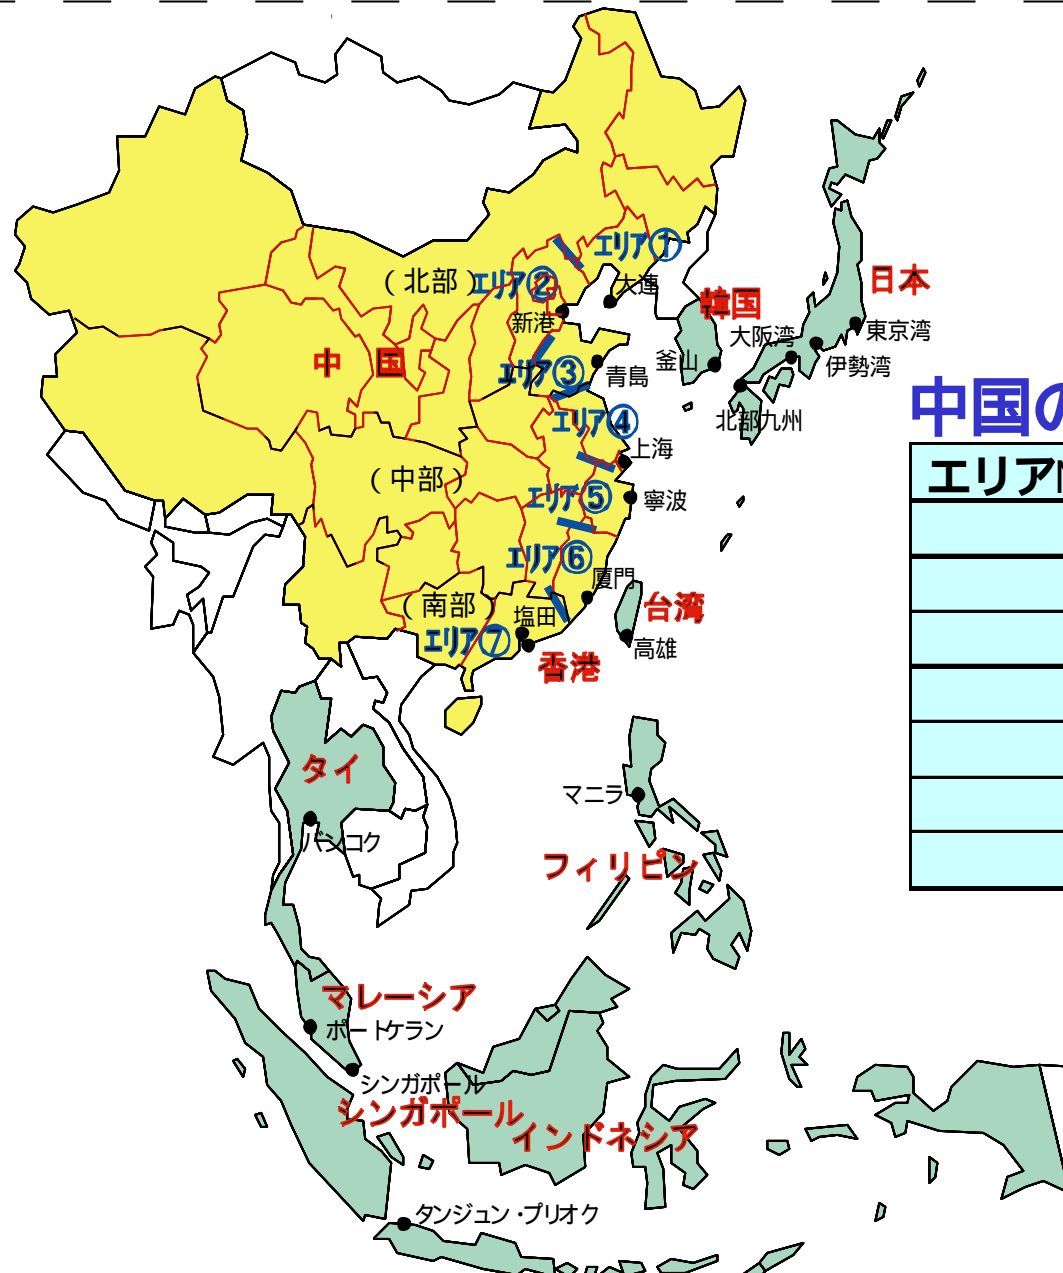 エリア①
（北部）
エリア②
大連
日本
韓国
新港
大阪湾
東京湾
中 国
釜山
伊勢湾
エリア③
青島
中国の
エリア④
北部九州
上海
エリア
（中部）
エリア⑤
寧波
エリア⑥
厦門
（南部）
塩田
台湾
エリア⑦
高雄
香港
タイ
マニラ
バンコク
フィリピン
マレーシア
ポートケラン
シンガポール
シンガポール
インドネシア
タンジュン・プリオク